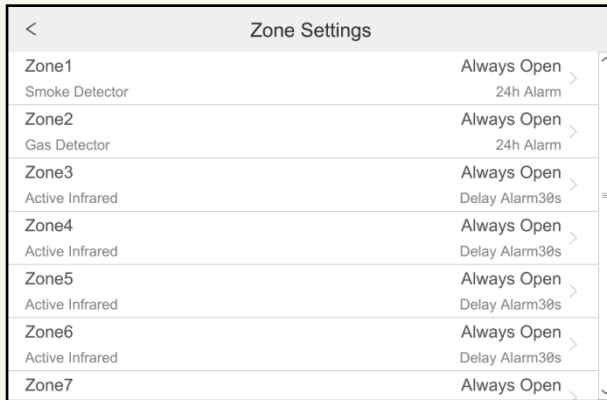 Zone Settings
Zone1 Always Open
Smoke Detector 24h Alarm
Zone2 Always Open
Gas Detector 24h Alarm
Zone3 Always Open
Active Infrared Delay Alarm30s
Zone4 Always Open
Active Infrared Delay Alarm30s
Zone5 Always Open
Active Infrared Delay Alarm30s
Zone6 Always Open
Active Infrared Delay Alarm30s
Zone7 Always Open